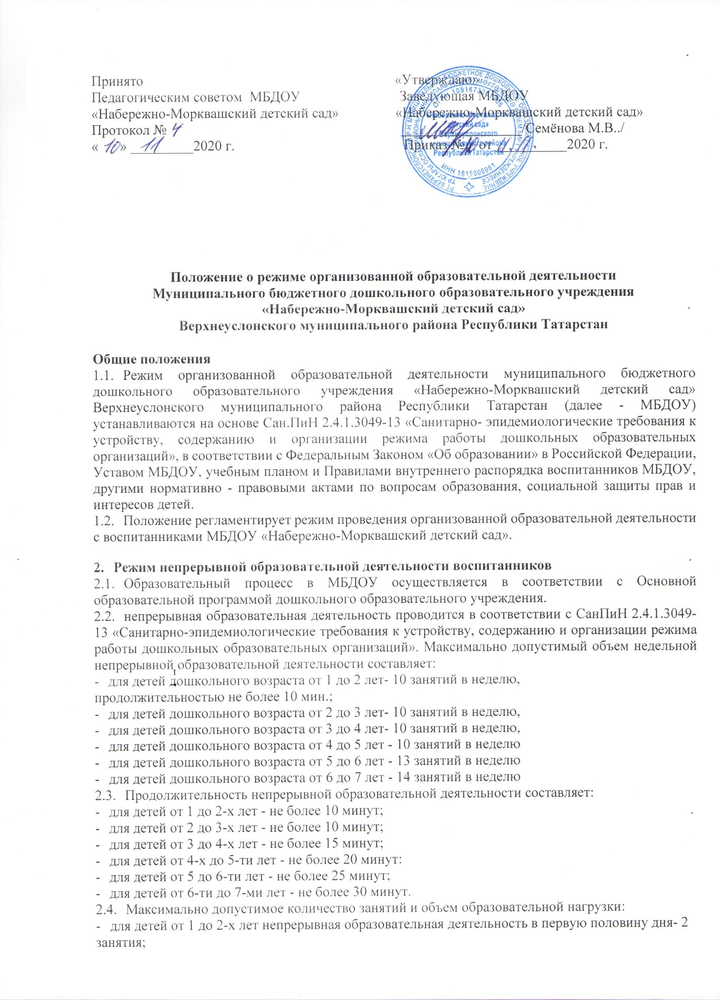 Принято «Утверждаю»
Педагогическим советом МБДОУ Заведующая МБДОУ
«Набережно-Морквашский детский сад» «Набережно-Морквашский детский сад»
Протокол № 4 /Семёнова М.В../
« 10 » 11 2020 г. Приказ № от 2020 г.
«Набережно-Морквашский
детский сад»
Верхнеуслонского
муниципального района
Республики Татарстан
ИНН 1615006961
Положение о режиме организованной образовательной деятельности
Муниципального бюджетного дошкольного образовательного учреждения
«Набережно-Морквашский детский сад»
Верхнеуслонского муниципального района Республики Татарстан
Общие положения
1.1. Режим организованной образовательной деятельности муниципального бюджетного
дошкольного образовательного учреждения «Набережно-Морквашский детский сад»
Верхнеуслонского муниципального района Республики Татарстан (далее - МБДОУ)
устанавливаются на основе Сан.ПиН 2.4.1.3049-13 «Санитарно- эпидемиологические требования к
устройству, содержанию и организации режима работы дошкольных образовательных
организаций», в соответствии с Федеральным Законом «Об образовании» в Российской Федерации,
Уставом МБДОУ, учебным планом и Правилами внутреннего распорядка воспитанников МБДОУ,
другими нормативно - правовыми актами по вопросам образования, социальной защиты прав и
интересов детей.
1.2. Положение регламентирует режим проведения организованной образовательной деятельности
с воспитанниками МБДОУ «Набережно-Морквашский детский сад».
2. Режим непрерывной образовательной деятельности воспитанников
2.1. Образовательный процесс в МБДОУ осуществляется в соответствии с Основной
образовательной программой дошкольного образовательного учреждения.
2.2. непрерывная образовательная деятельность проводится в соответствии с СанПиН 2.4.1.3049-
13 «Санитарно-эпидемиологические требования к устройству, содержанию и организации режима
работы дошкольных образовательных организаций». Максимально допустимый объем недельной
непрерывной образовательной деятельности составляет:
- для детей дошкольного возраста от 1 до 2 лет- 10 занятий в неделю,
продолжительностью не более 10 мин.;
- для детей дошкольного возраста от 2 до 3 лет- 10 занятий в неделю,
- для детей дошкольного возраста от 3 до 4 лет- 10 занятий в неделю,
- для детей дошкольного возраста от 4 до 5 лет - 10 занятий в неделю
- для детей дошкольного возраста от 5 до 6 лет - 13 занятий в неделю
- для детей дошкольного возраста от 6 до 7 лет - 14 занятий в неделю
2.3. Продолжительность непрерывной образовательной деятельности составляет:
- для детей от 1 до 2-х лет - не более 10 минут;
- для детей от 2 до 3-х лет - не более 10 минут;
- для детей от 3 до 4-х лет - не более 15 минут;
- для детей от 4-х до 5-ти лет - не более 20 минут:
- для детей от 5 до 6-ти лет - не более 25 минут;
- для детей от 6-ти до 7-ми лет - не более 30 минут.
2.4. Максимально допустимое количество занятий и объем образовательной нагрузки:
- для детей от 1 до 2-х лет непрерывная образовательная деятельность в первую половину дня- 2
занятия;